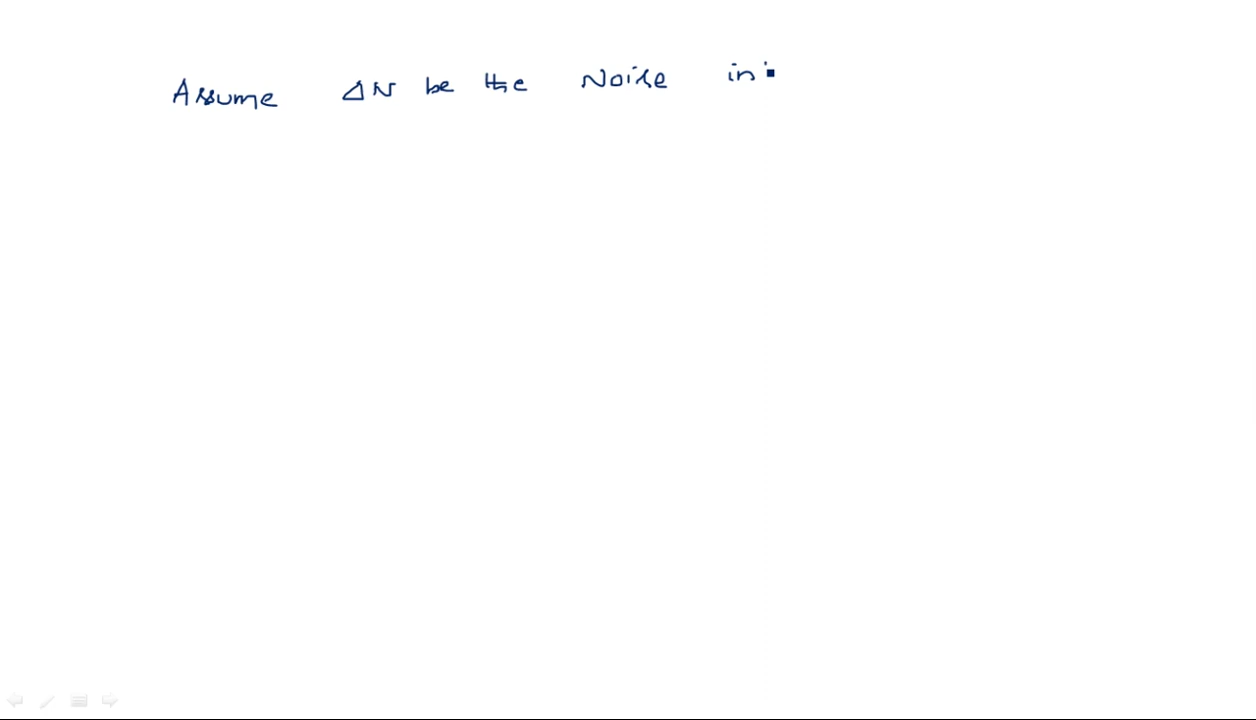 Assume ΔN be the Noise in